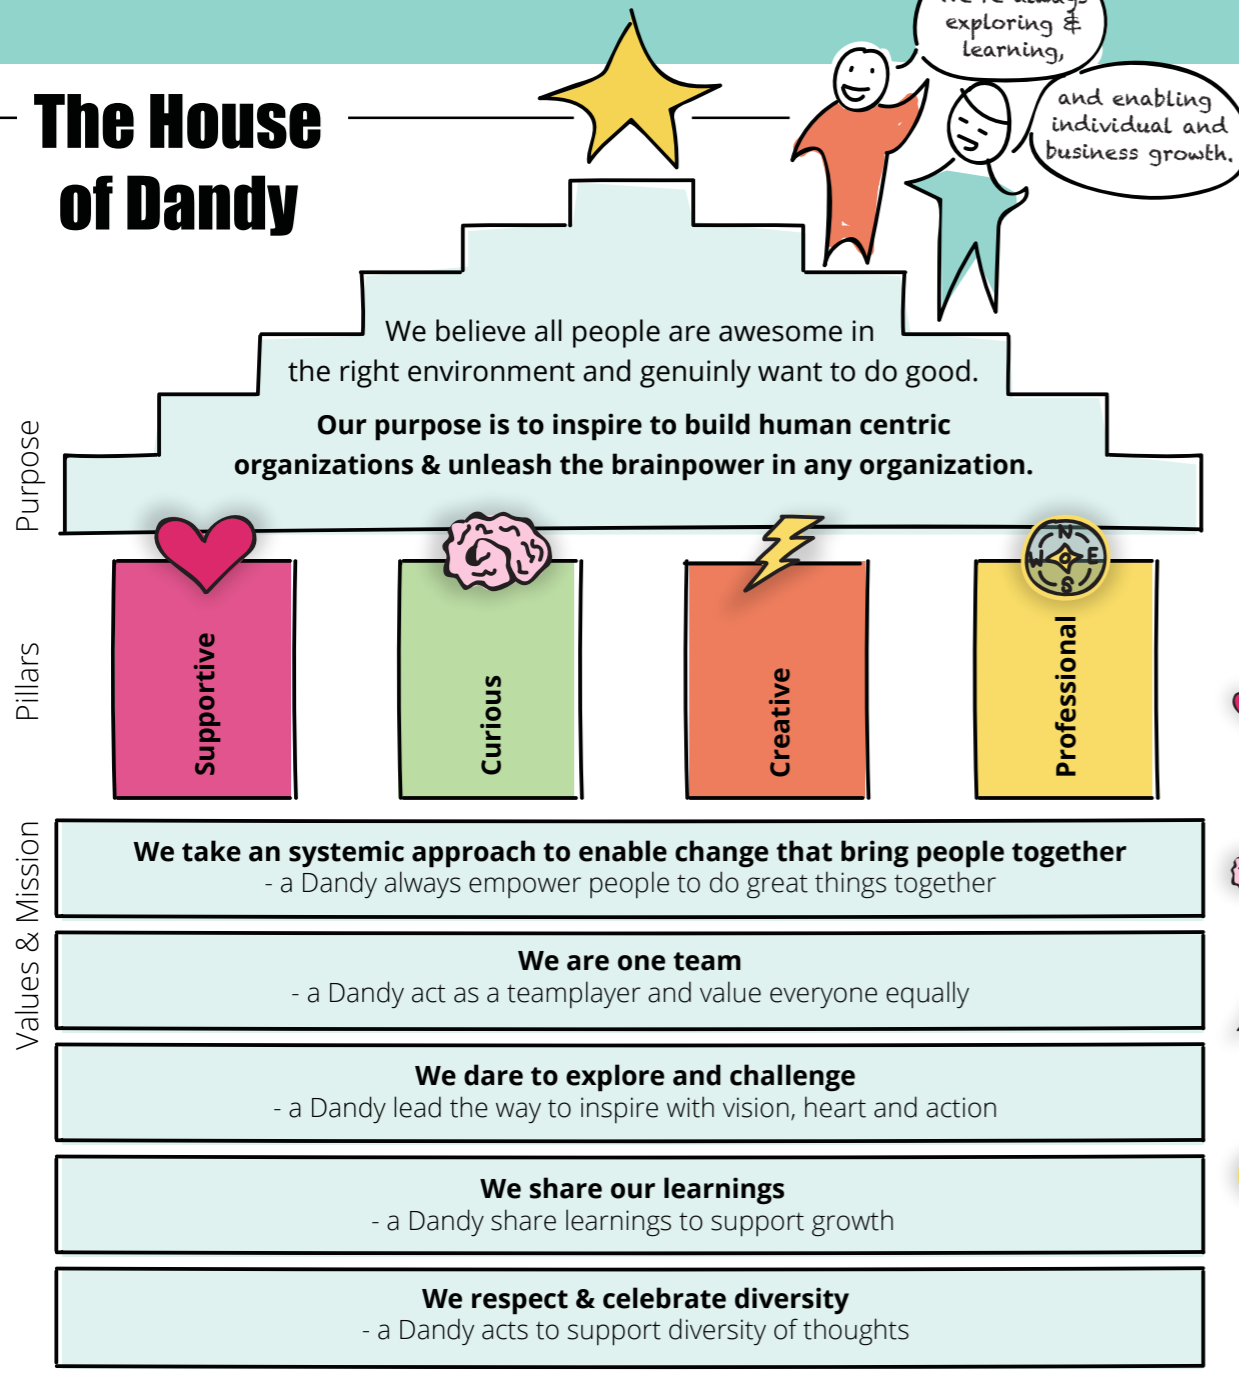 We're always
exploring &
learning,
and enabling
individual and
business growth.
The House
of Dandy
We believe all people are awesome in
the right environment and genuinly want to do good.
Our purpose is to inspire to build human centric
organizations & unleash the brainpower in any organization.
Purpose
N
W
E
S
Supportive
Curious
Creative
Professional
Pillars
Values & Mission
We take an systemic approach to enable change that bring people together
- a Dandy always empower people to do great things together
We are one team
- a Dandy act as a teamplayer and value everyone equally
We dare to explore and challenge
- a Dandy lead the way to inspire with vision, heart and action
We share our learnings
- a Dandy share learnings to support growth
We respect & celebrate diversity
- a Dandy acts to support diversity of thoughts